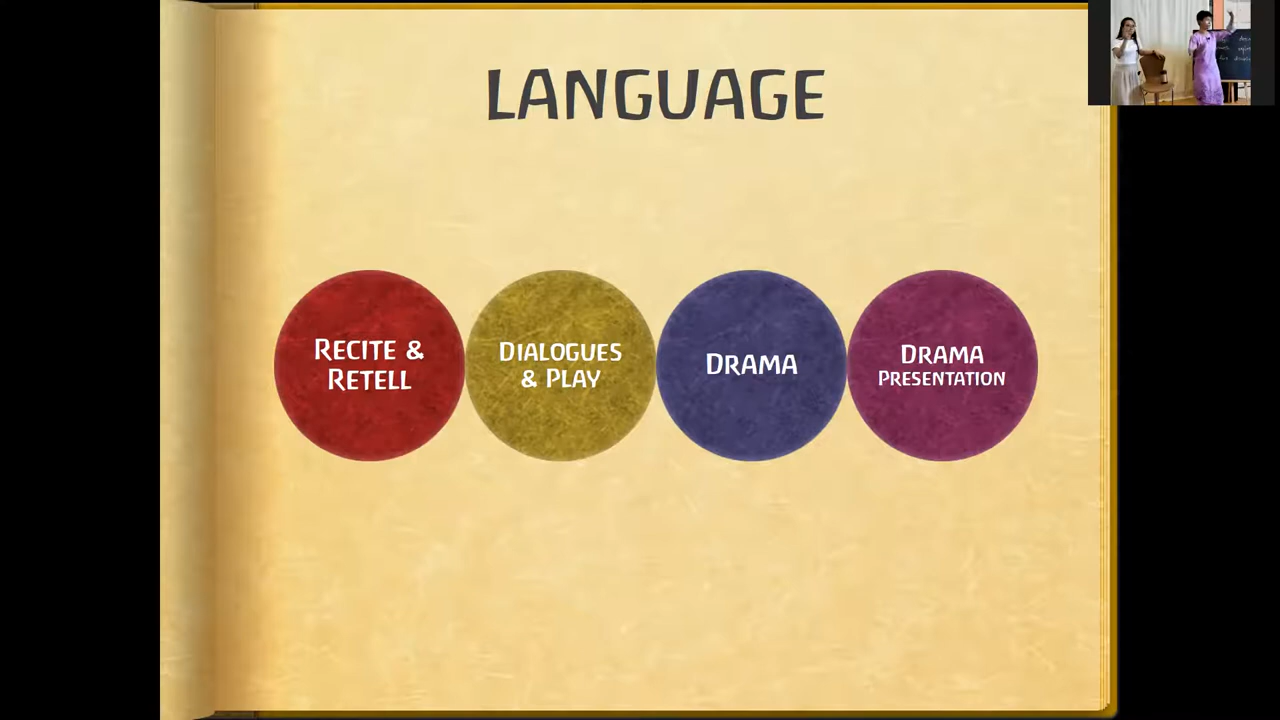 LANGUAGE
RECITE &
RETELL
DIALOGUES
& PLAY
DRAMA
DRAMA
PRESENTATION